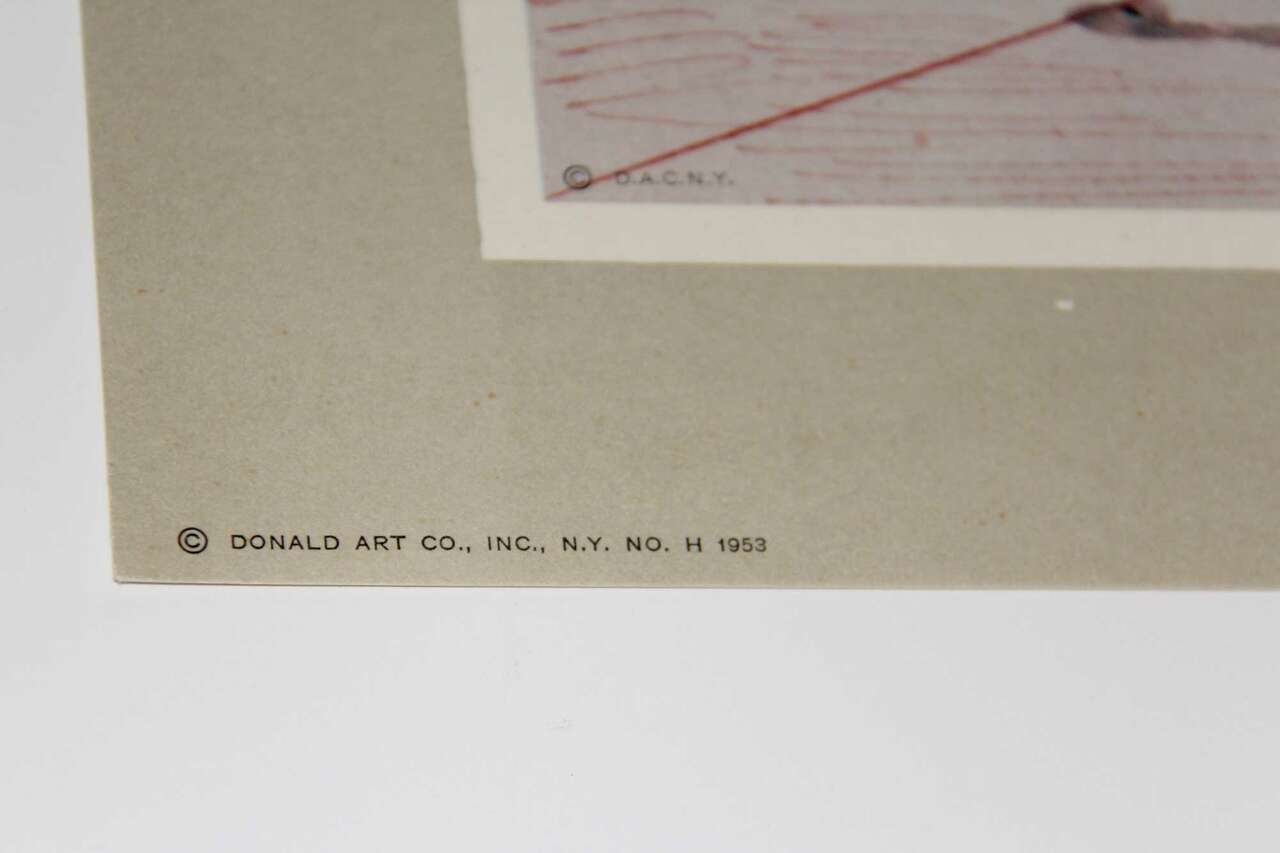 © D.A.C.N.Y.
© DONALD ART CO., INC., N.Y. NO. H 1953